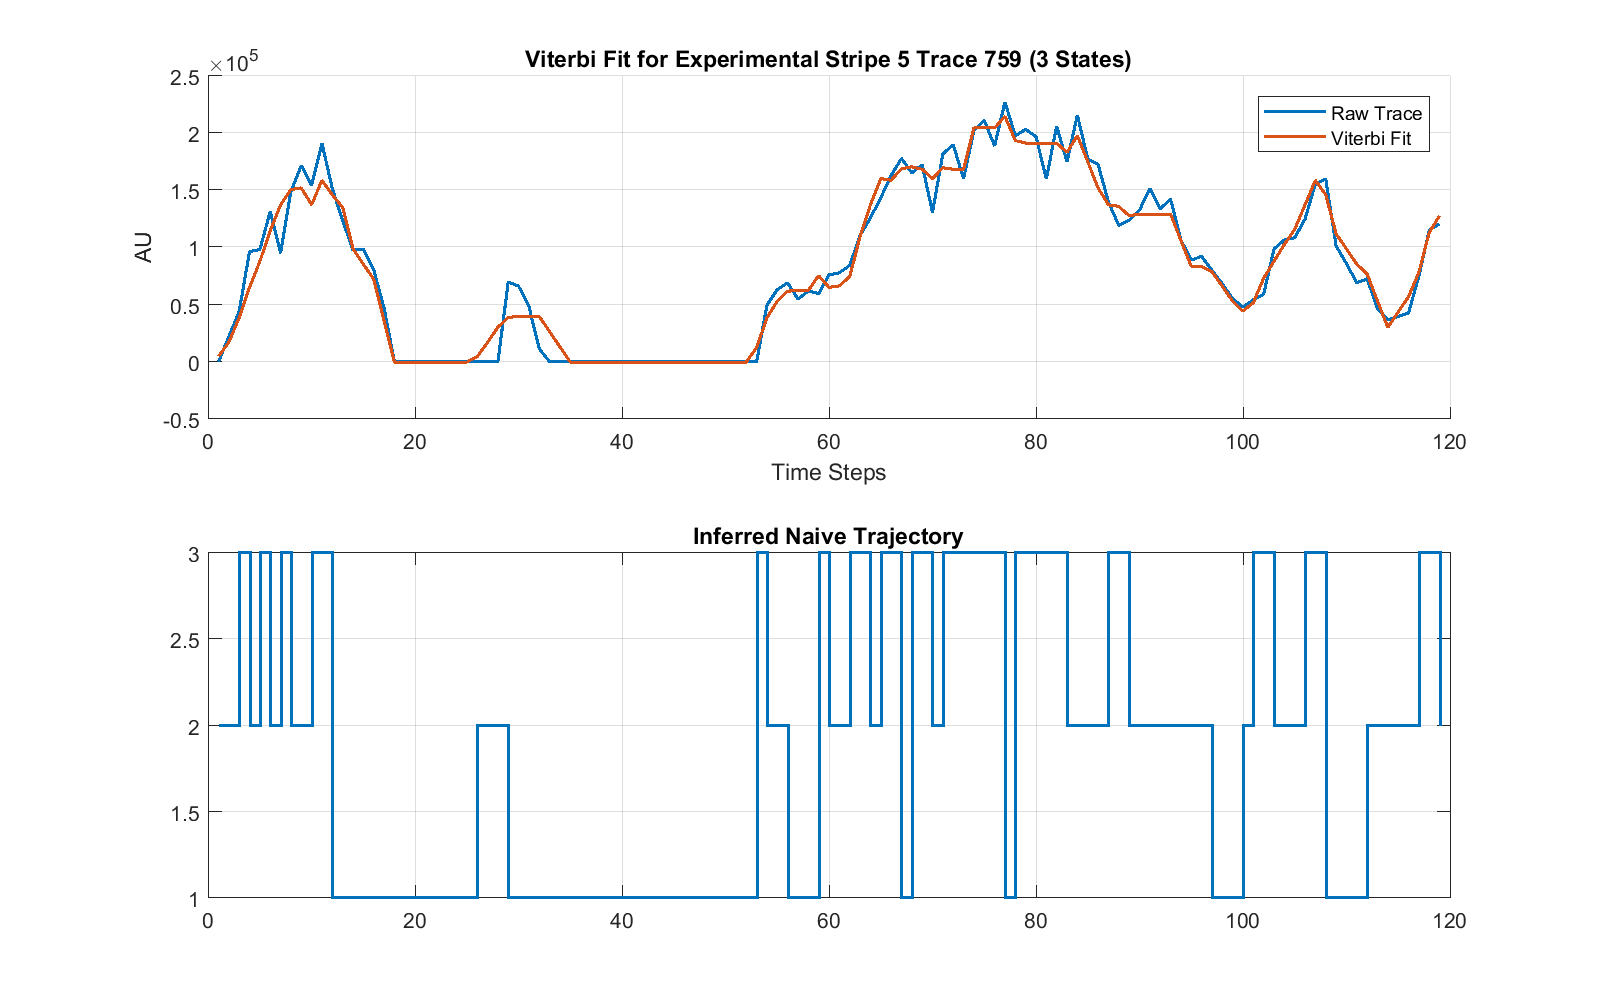 Viterbi Fit for Experimental Stripe 5 Trace 759 (3 States)
×10^5
2.5
2
1.5
1
0.5
0
-0.5
AU
Raw Trace
Viterbi Fit
0 20 40 60 80 100 120
Time Steps
Inferred Naive Trajectory
3
2.5
2
1.5
1
0 20 40 60 80 100 120